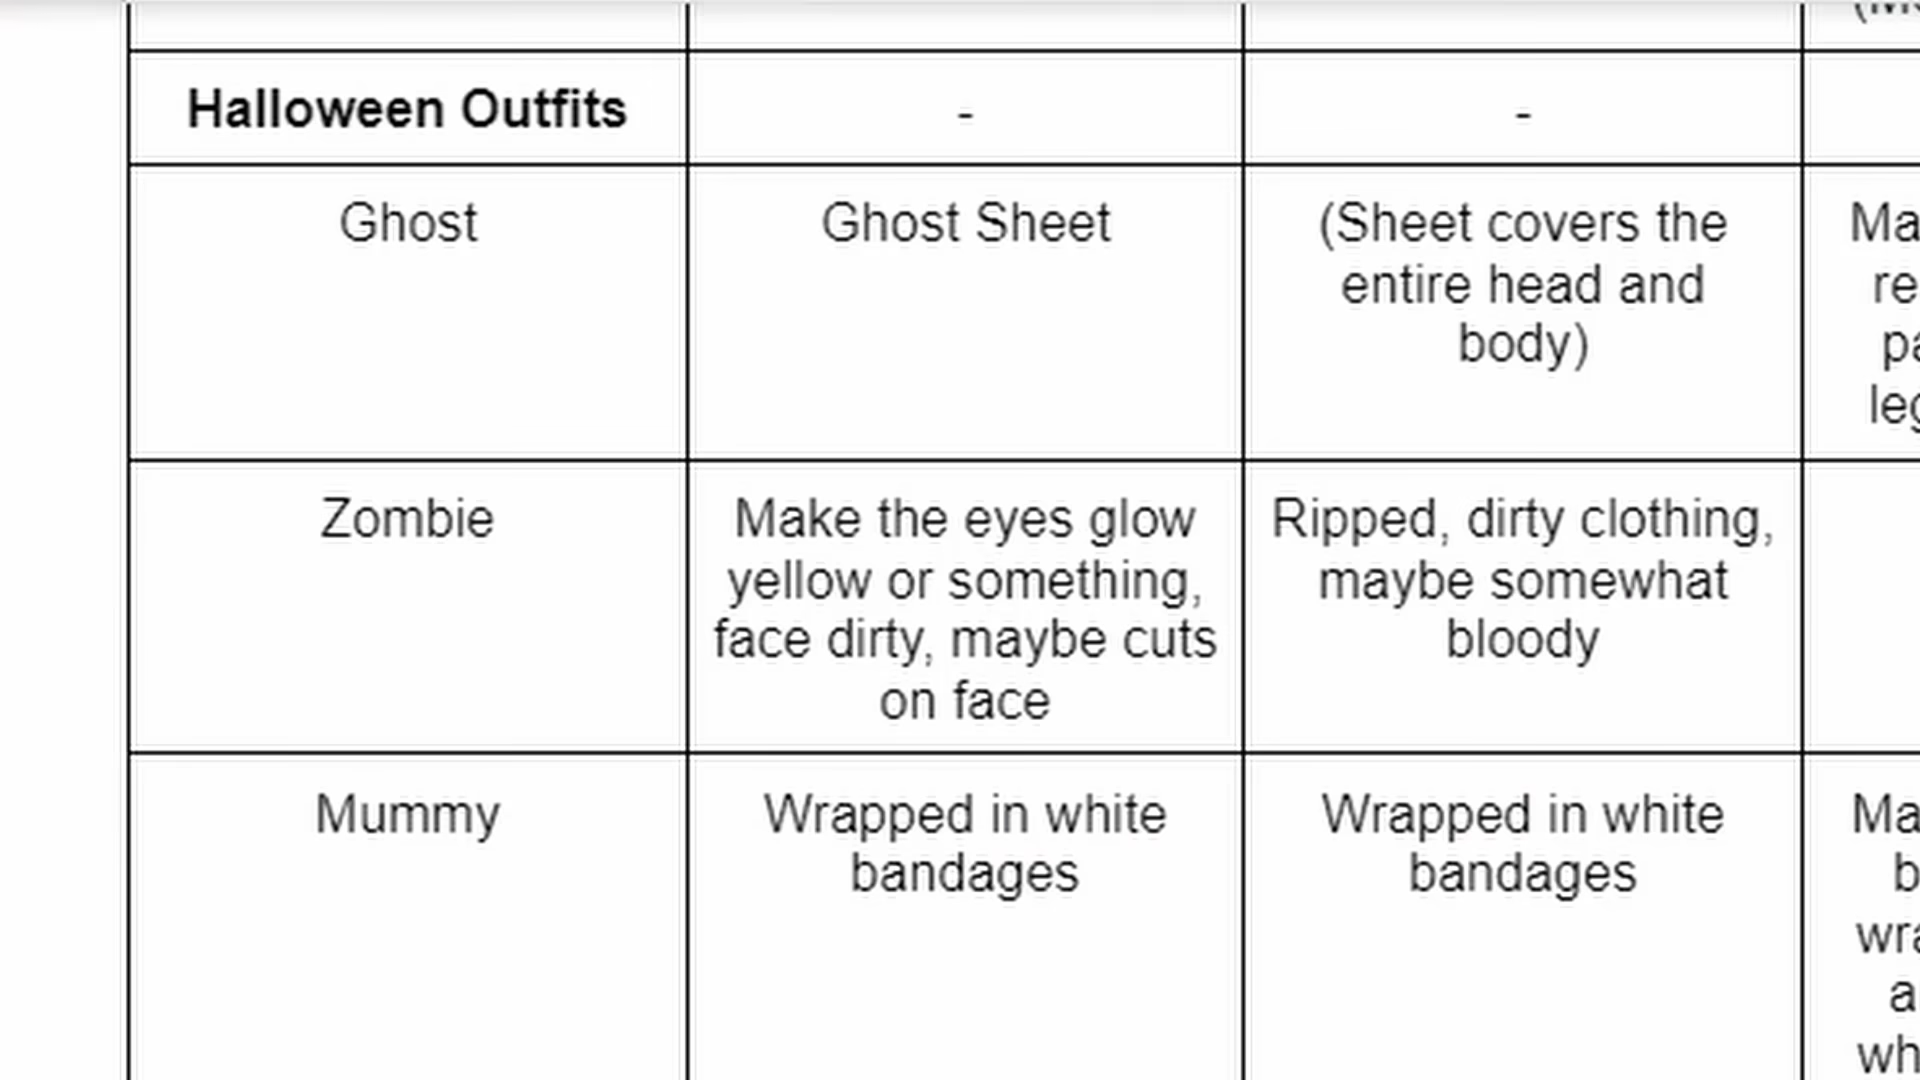 Halloween Outfits
-
-
Ghost
Ghost Sheet
(Sheet covers the
entire head and
body)
Zombie
Make the eyes glow
yellow or something,
face dirty, maybe cuts
on face
Ripped, dirty clothing,
maybe somewhat
bloody
Mummy
Wrapped in white
bandages
Wrapped in white
bandages